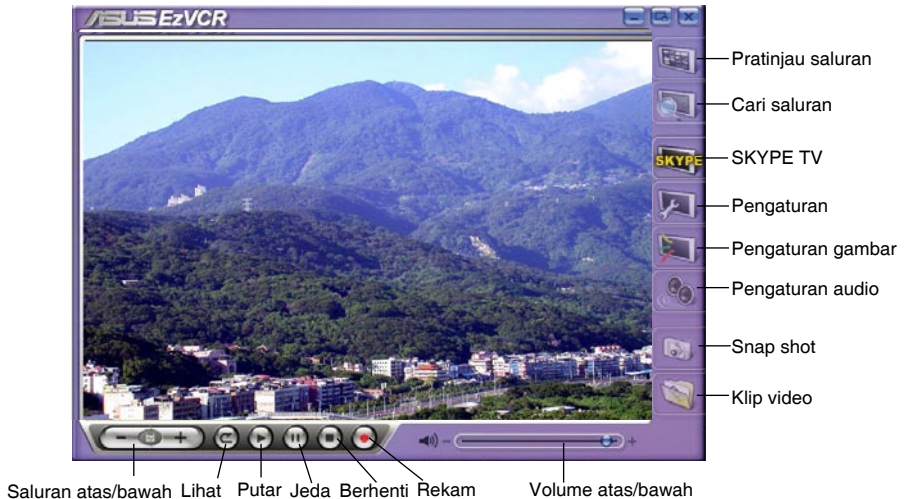 ASUS EzVCR
Pratinjau saluran
Cari saluran
SKYPE
SKYPE TV
Pengaturan
Pengaturan gambar
Pengaturan audio
Snap shot
Klip video
Saluran atas/bawah Lihat Putar Jeda Berhenti Rekam Volume atas/bawah